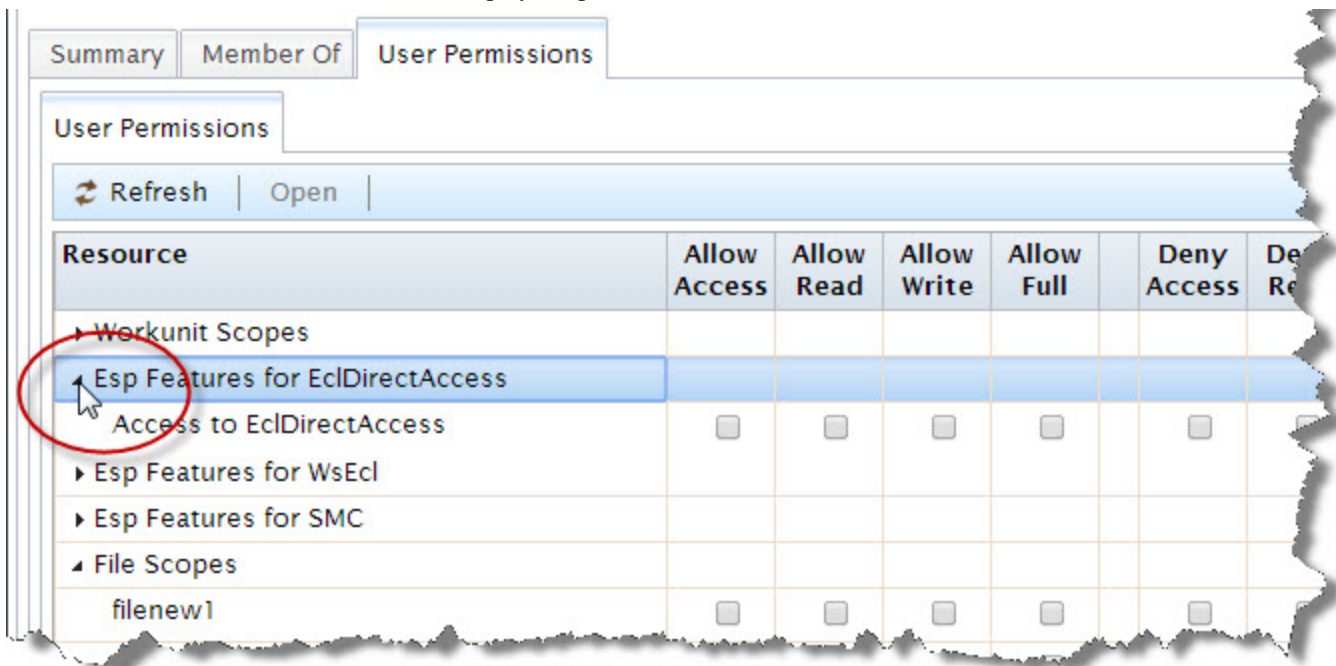 Summary Member Of User Permissions
User Permissions
Refresh Open
Resource Allow Access Allow Read Allow Write Allow Full Deny Access
Workunit Scopes
Esp Features for EclDirectAccess
Access to EclDirectAccess
Esp Features for WsEcl
Esp Features for SMC
File Scopes
filenew1